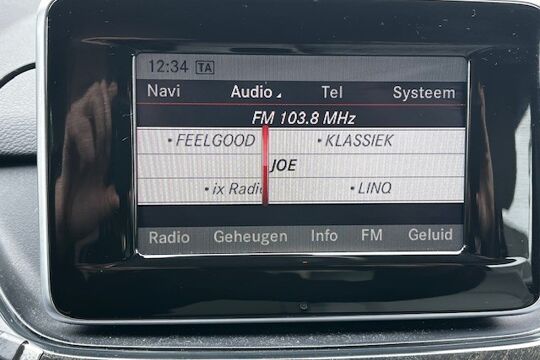 12:34 TA
Navi Audio Tel Systeem
FM 103.8 MHz
• FEELGOOD • KLASSIEK
JOE
• ix Radi • LINQ
Radio Geheugen Info FM Geluid